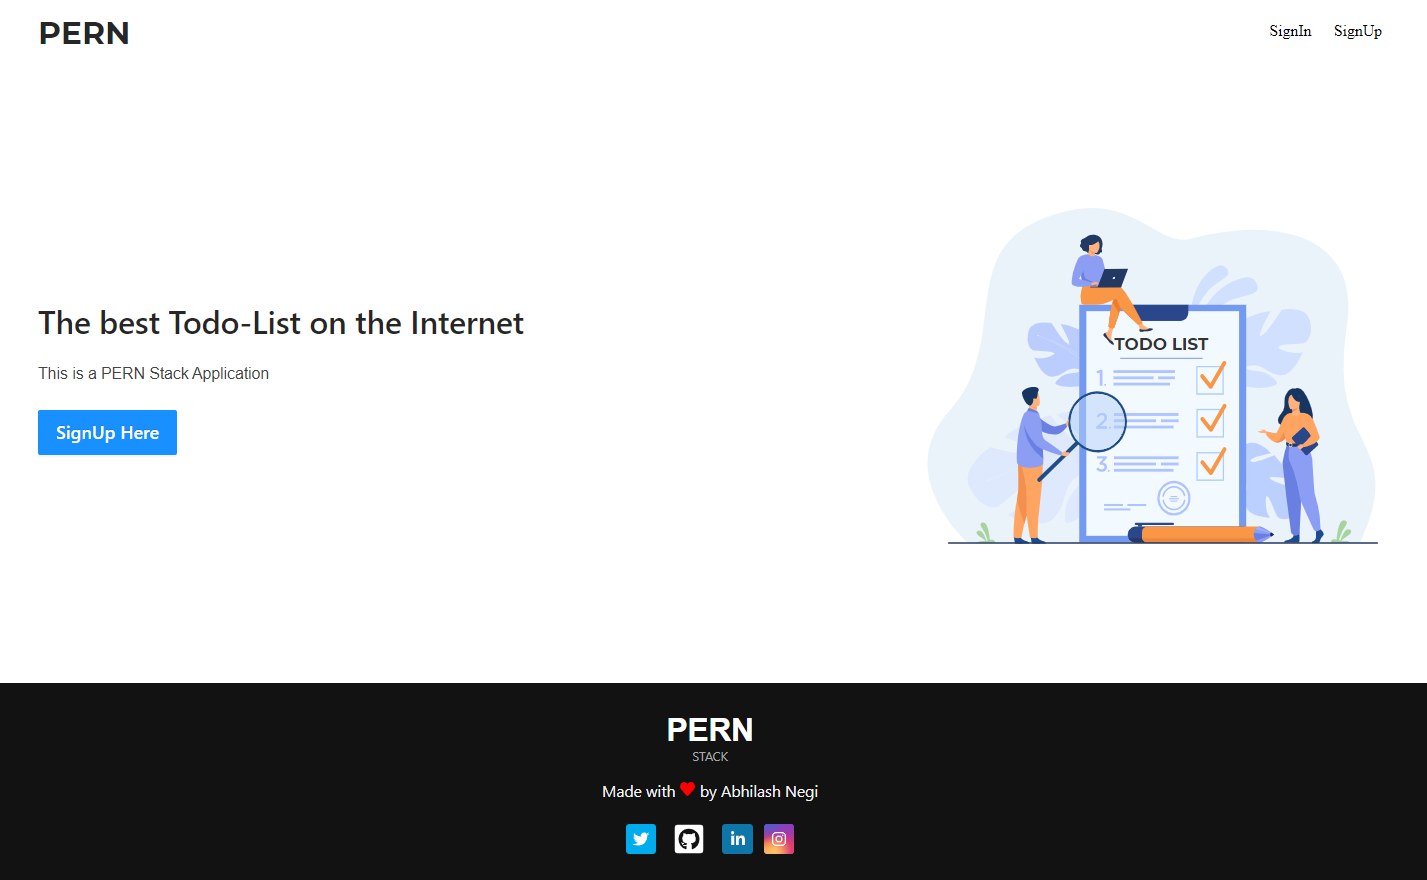 PERN
SignIn SignUp
The best Todo-List on the Internet
This is a PERN Stack Application
SignUp Here
TODO LIST
1.
2.
3.
PERN
STACK
Made with ❤ by Abhilash Negi
in